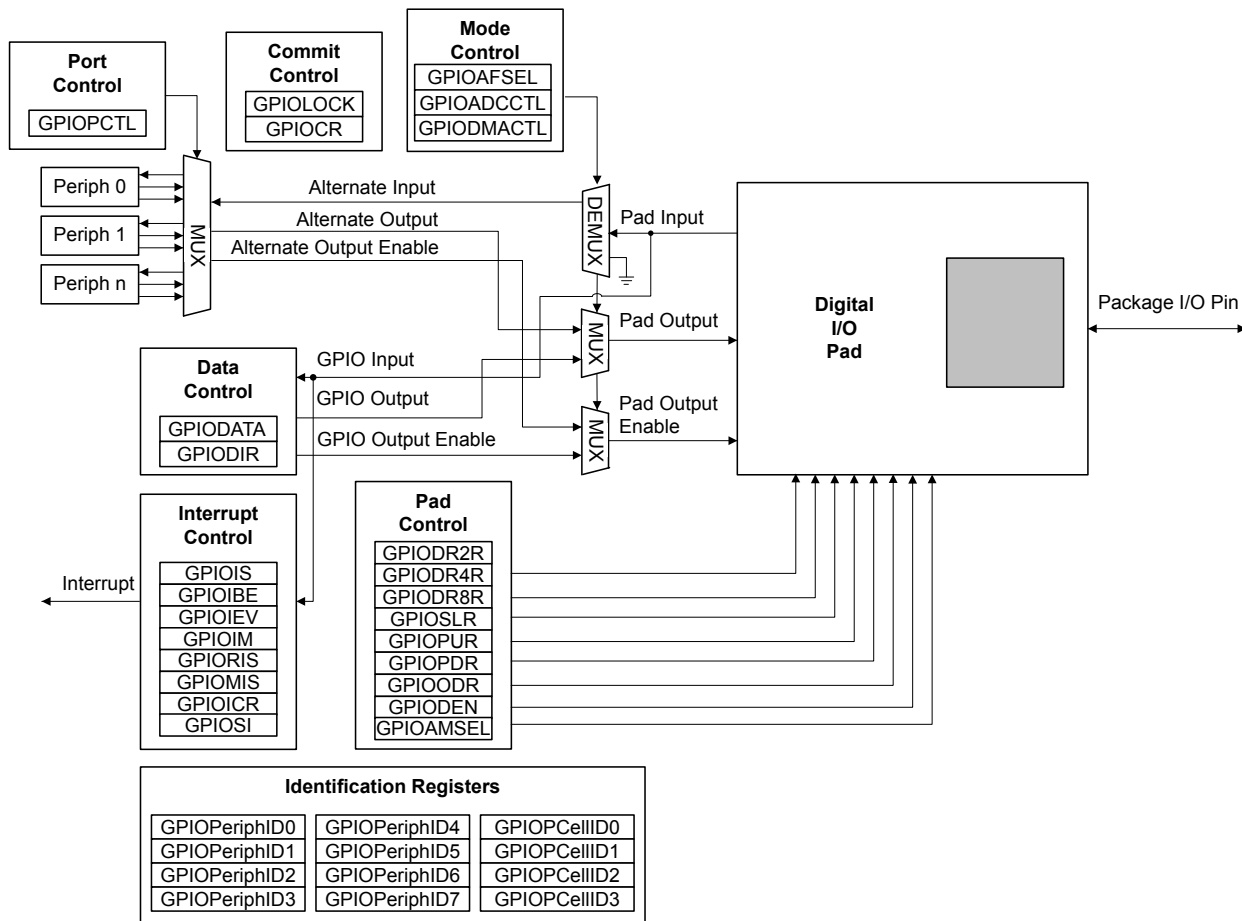 Port
Control
GPIOPCTL
Commit
Control
GPIOLOCK
GPIOCR
Mode
Control
GPIOAFSEL
GPIOADCCTL
GPIODMACTL
Periph 0
Periph 1
Periph n
MUX
Alternate Input
Alternate Output
Alternate Output Enable
DEMUX
Pad Input
MUX
Pad Output
MUX
Pad Output
Enable
Digital
I/O
Pad
Package I/O Pin
Data
Control
GPIODATA
GPIODIR
GPIO Input
GPIO Output
GPIO Output Enable
Interrupt
Control
GPIOIS
GPIOIBE
GPIOIEV
GPIOIM
GPIORIS
GPIOMIS
GPIOICR
GPIOSI
Interrupt
Pad
Control
GPIODR2R
GPIODR4R
GPIODR8R
GPIOSLR
GPIOPUR
GPIOPDR
GPIOODR
GPIODEN
GPIOAMSEL
Identification Registers
GPIOPeriphID0
GPIOPeriphID1
GPIOPeriphID2
GPIOPeriphID3
GPIOPeriphID4
GPIOPeriphID5
GPIOPeriphID6
GPIOPeriphID7
GPIOPCellID0
GPIOPCellID1
GPIOPCellID2
GPIOPCellID3